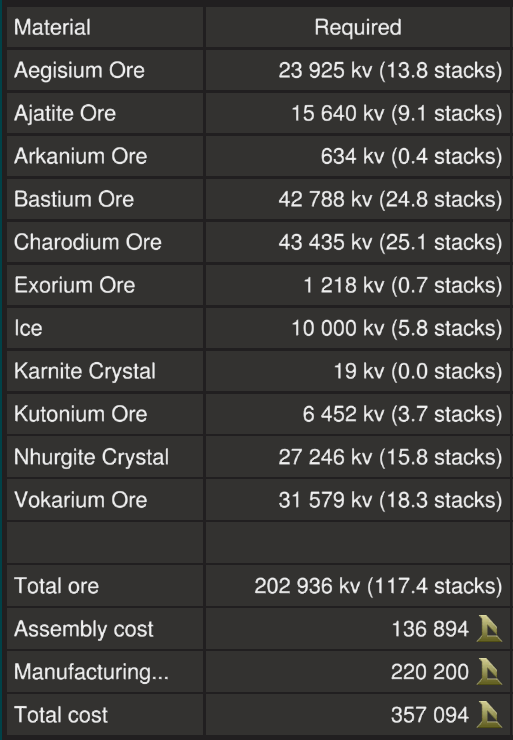 Material Required
Aegisium Ore 23 925 kv (13.8 stacks)
Ajatite Ore 15 640 kv (9.1 stacks)
Arkanium Ore 634 kv (0.4 stacks)
Bastium Ore 42 788 kv (24.8 stacks)
Charodium Ore 43 435 kv (25.1 stacks)
Exorium Ore 1 218 kv (0.7 stacks)
Ice 10 000 kv (5.8 stacks)
Karnite Crystal 19 kv (0.0 stacks)
Kutonium Ore 6 452 kv (3.7 stacks)
Nhurgite Crystal 27 246 kv (15.8 stacks)
Vokarium Ore 31 579 kv (18.3 stacks)
Total ore 202 936 kv (117.4 stacks)
Assembly cost 136 894
Manufacturing... 220 200
Total cost 357 094